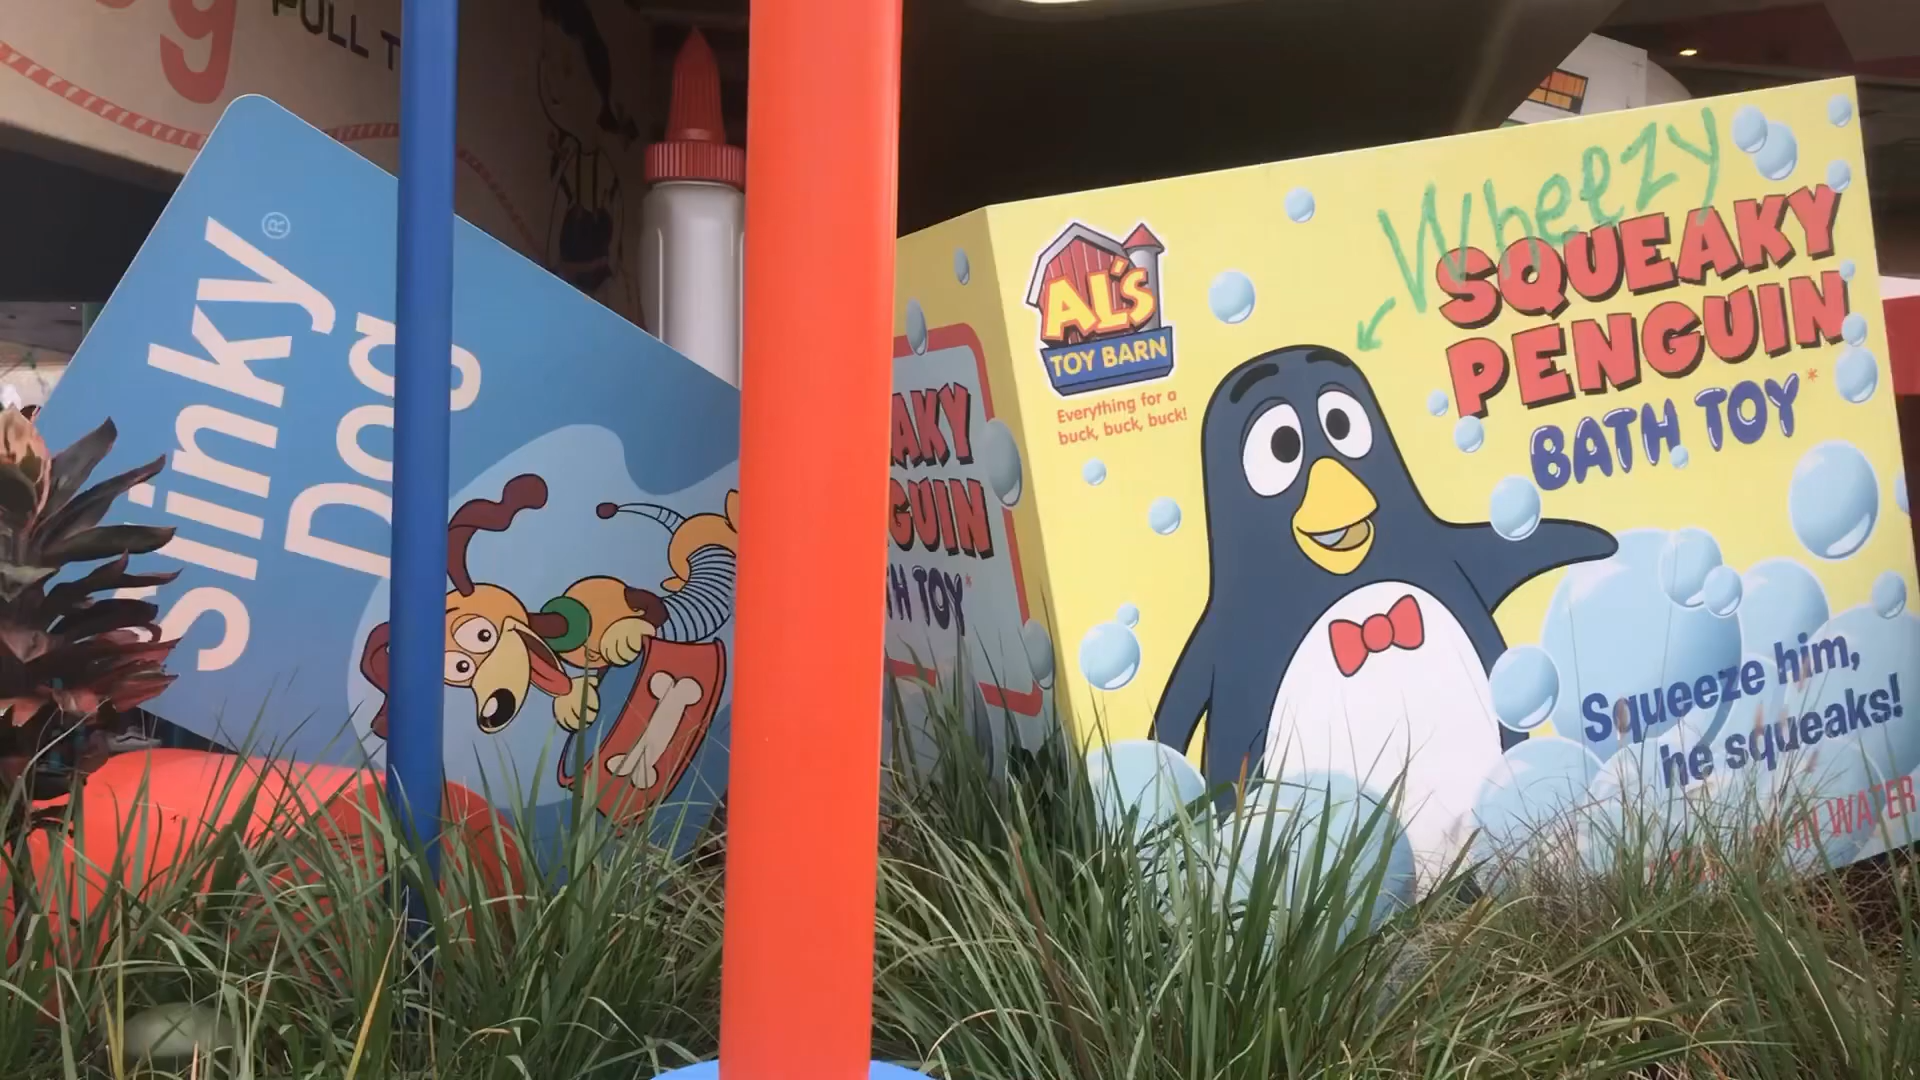 PULL T
Slinky®
Dog
AL'S
TOY BARN
Everything for a
buck, buck, buck!
Wheezy
SQUEAKY
PENGUIN
BATH TOY*
Squeeze him,
he squeaks!
IN WATER
AKY
GUIN
TH TOY*